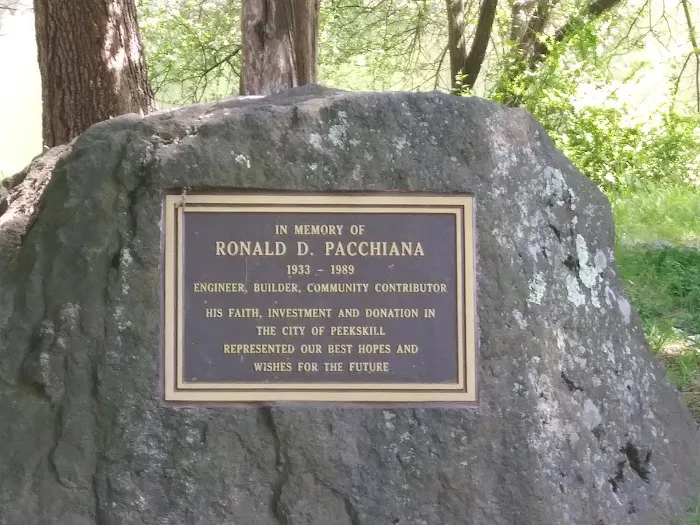 IN MEMORY OF
RONALD D. PACCHIANA
1933 - 1989
ENGINEER, BUILDER, COMMUNITY CONTRIBUTOR
HIS FAITH, INVESTMENT AND DONATION IN
THE CITY OF PEEKSKILL
REPRESENTED OUR BEST HOPES AND
WISHES FOR THE FUTURE